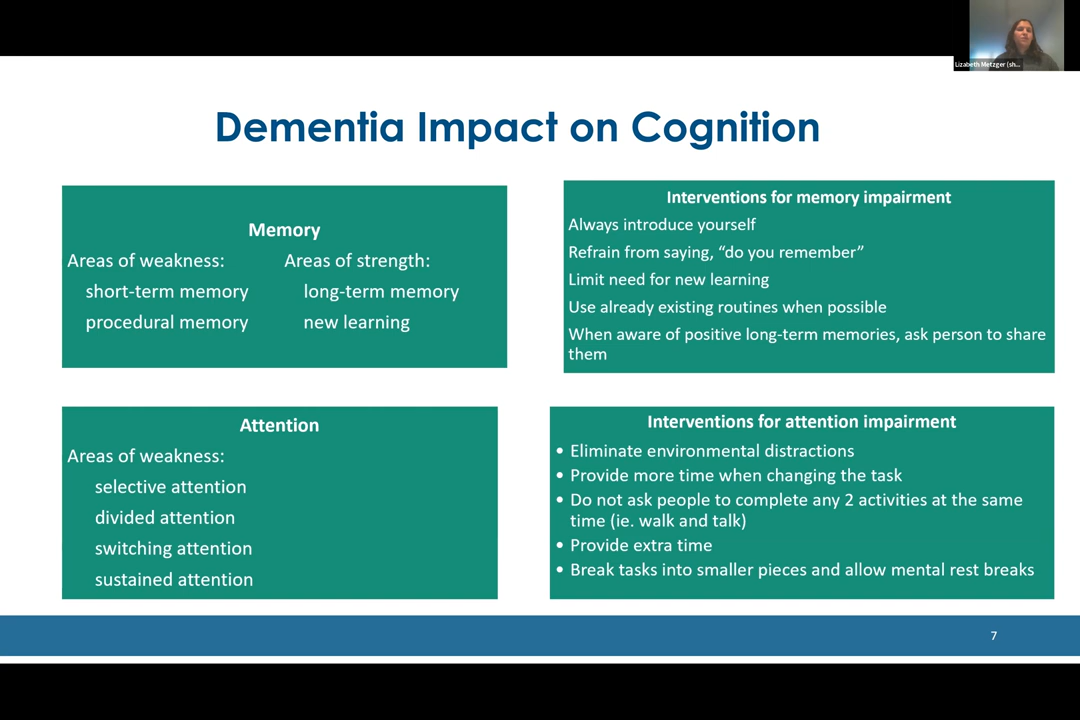 Lizabeth Metzger (sh...
Dementia Impact on Cognition
Memory
Areas of weakness: Areas of strength:
short-term memory long-term memory
procedural memory new learning
Interventions for memory impairment
Always introduce yourself
Refrain from saying, “do you remember”
Limit need for new learning
Use already existing routines when possible
When aware of positive long-term memories, ask person to share
them
Attention
Areas of weakness:
selective attention
divided attention
switching attention
sustained attention
Interventions for attention impairment
• Eliminate environmental distractions
• Provide more time when changing the task
• Do not ask people to complete any 2 activities at the same
time (ie. walk and talk)
• Provide extra time
• Break tasks into smaller pieces and allow mental rest breaks
7